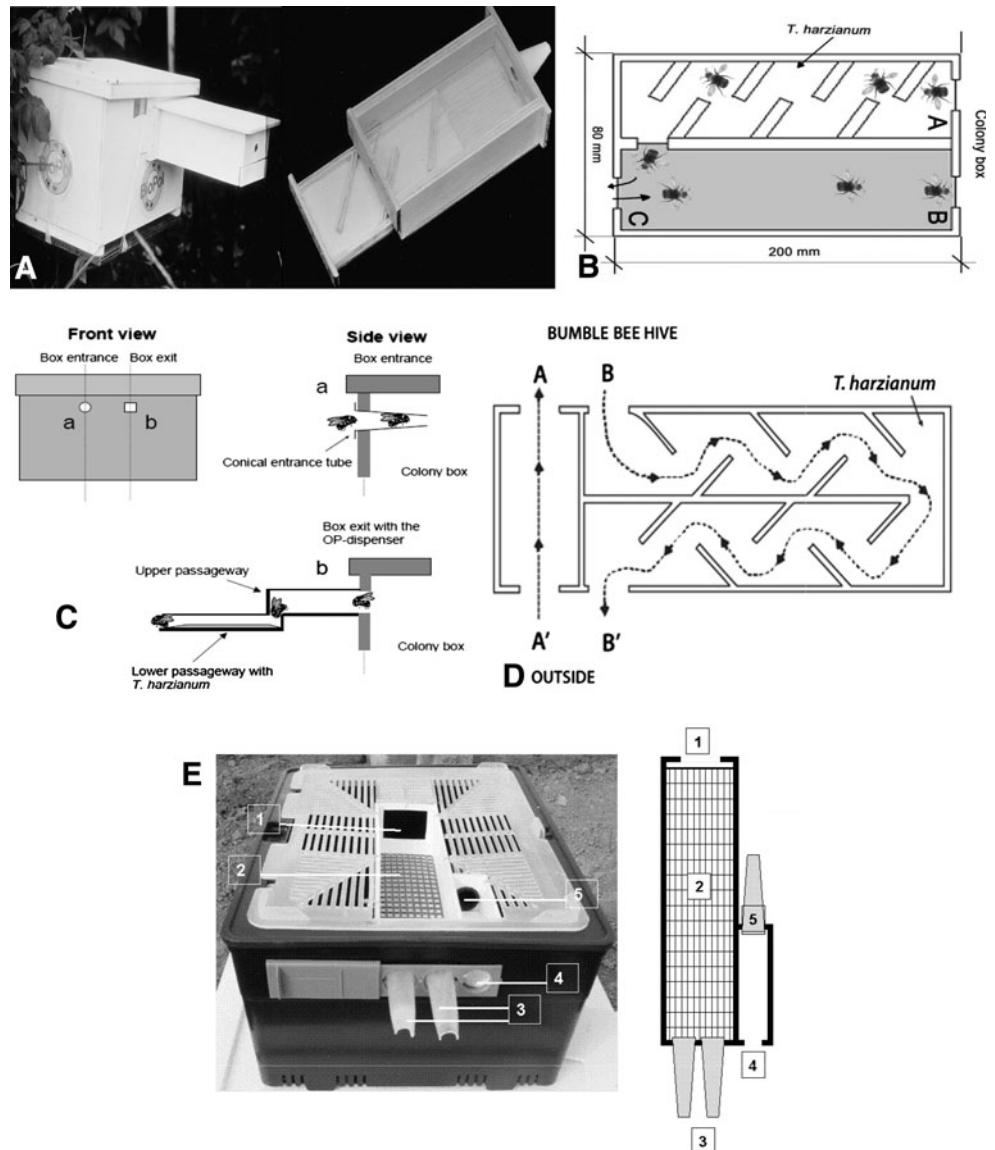 A
BioPol
T. harzianum
80 mm
A
C
B
Colony box
200 mm
B
Front view
Box entrance Box exit
a b
Side view
Box entrance
a
Conical entrance tube
Colony box
Box exit with the
OP-dispenser
b
Upper passageway
C
Colony box
Lower passageway with
T. harzianum
BUMBLE BEE HIVE
A B
T. harzianum
A' B'
D OUTSIDE
E
1
2
5
4
3
1
2
5
4
3